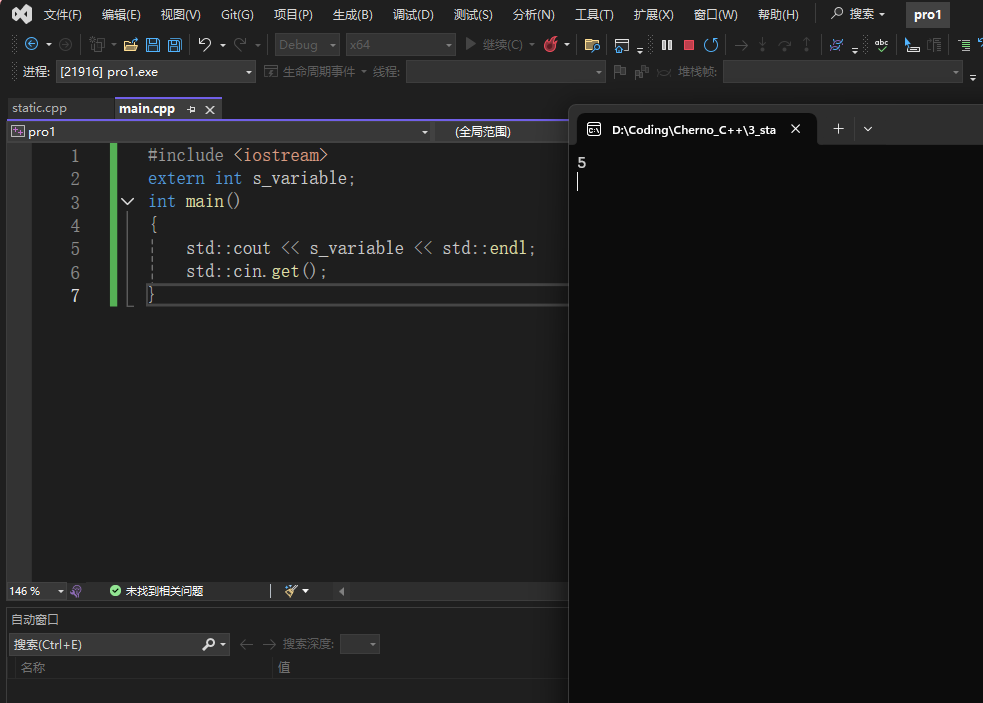 文件(F) 编辑(E) 视图(V) Git(G) 项目(P) 生成(B) 调试(D) 测试(S) 分析(N) 工具(T) 扩展(X) 窗口(W) 帮助(H) 搜索 pro1
Debug x64 继续(C) abc
进程: [21916] pro1.exe 生命周期事件 线程: 堆栈帧:
static.cpp main.cpp
pro1 (全局范围)
D:\Coding\Cherno_C++\3_sta
1 #include <iostream>
2 extern int s_variable;
3 int main()
4 {
5 std::cout << s_variable << std::endl;
6 std::cin.get();
7 }
5
146 % 未找到相关问题
自动窗口
搜索(Ctrl+E) 搜索深度:
名称 值